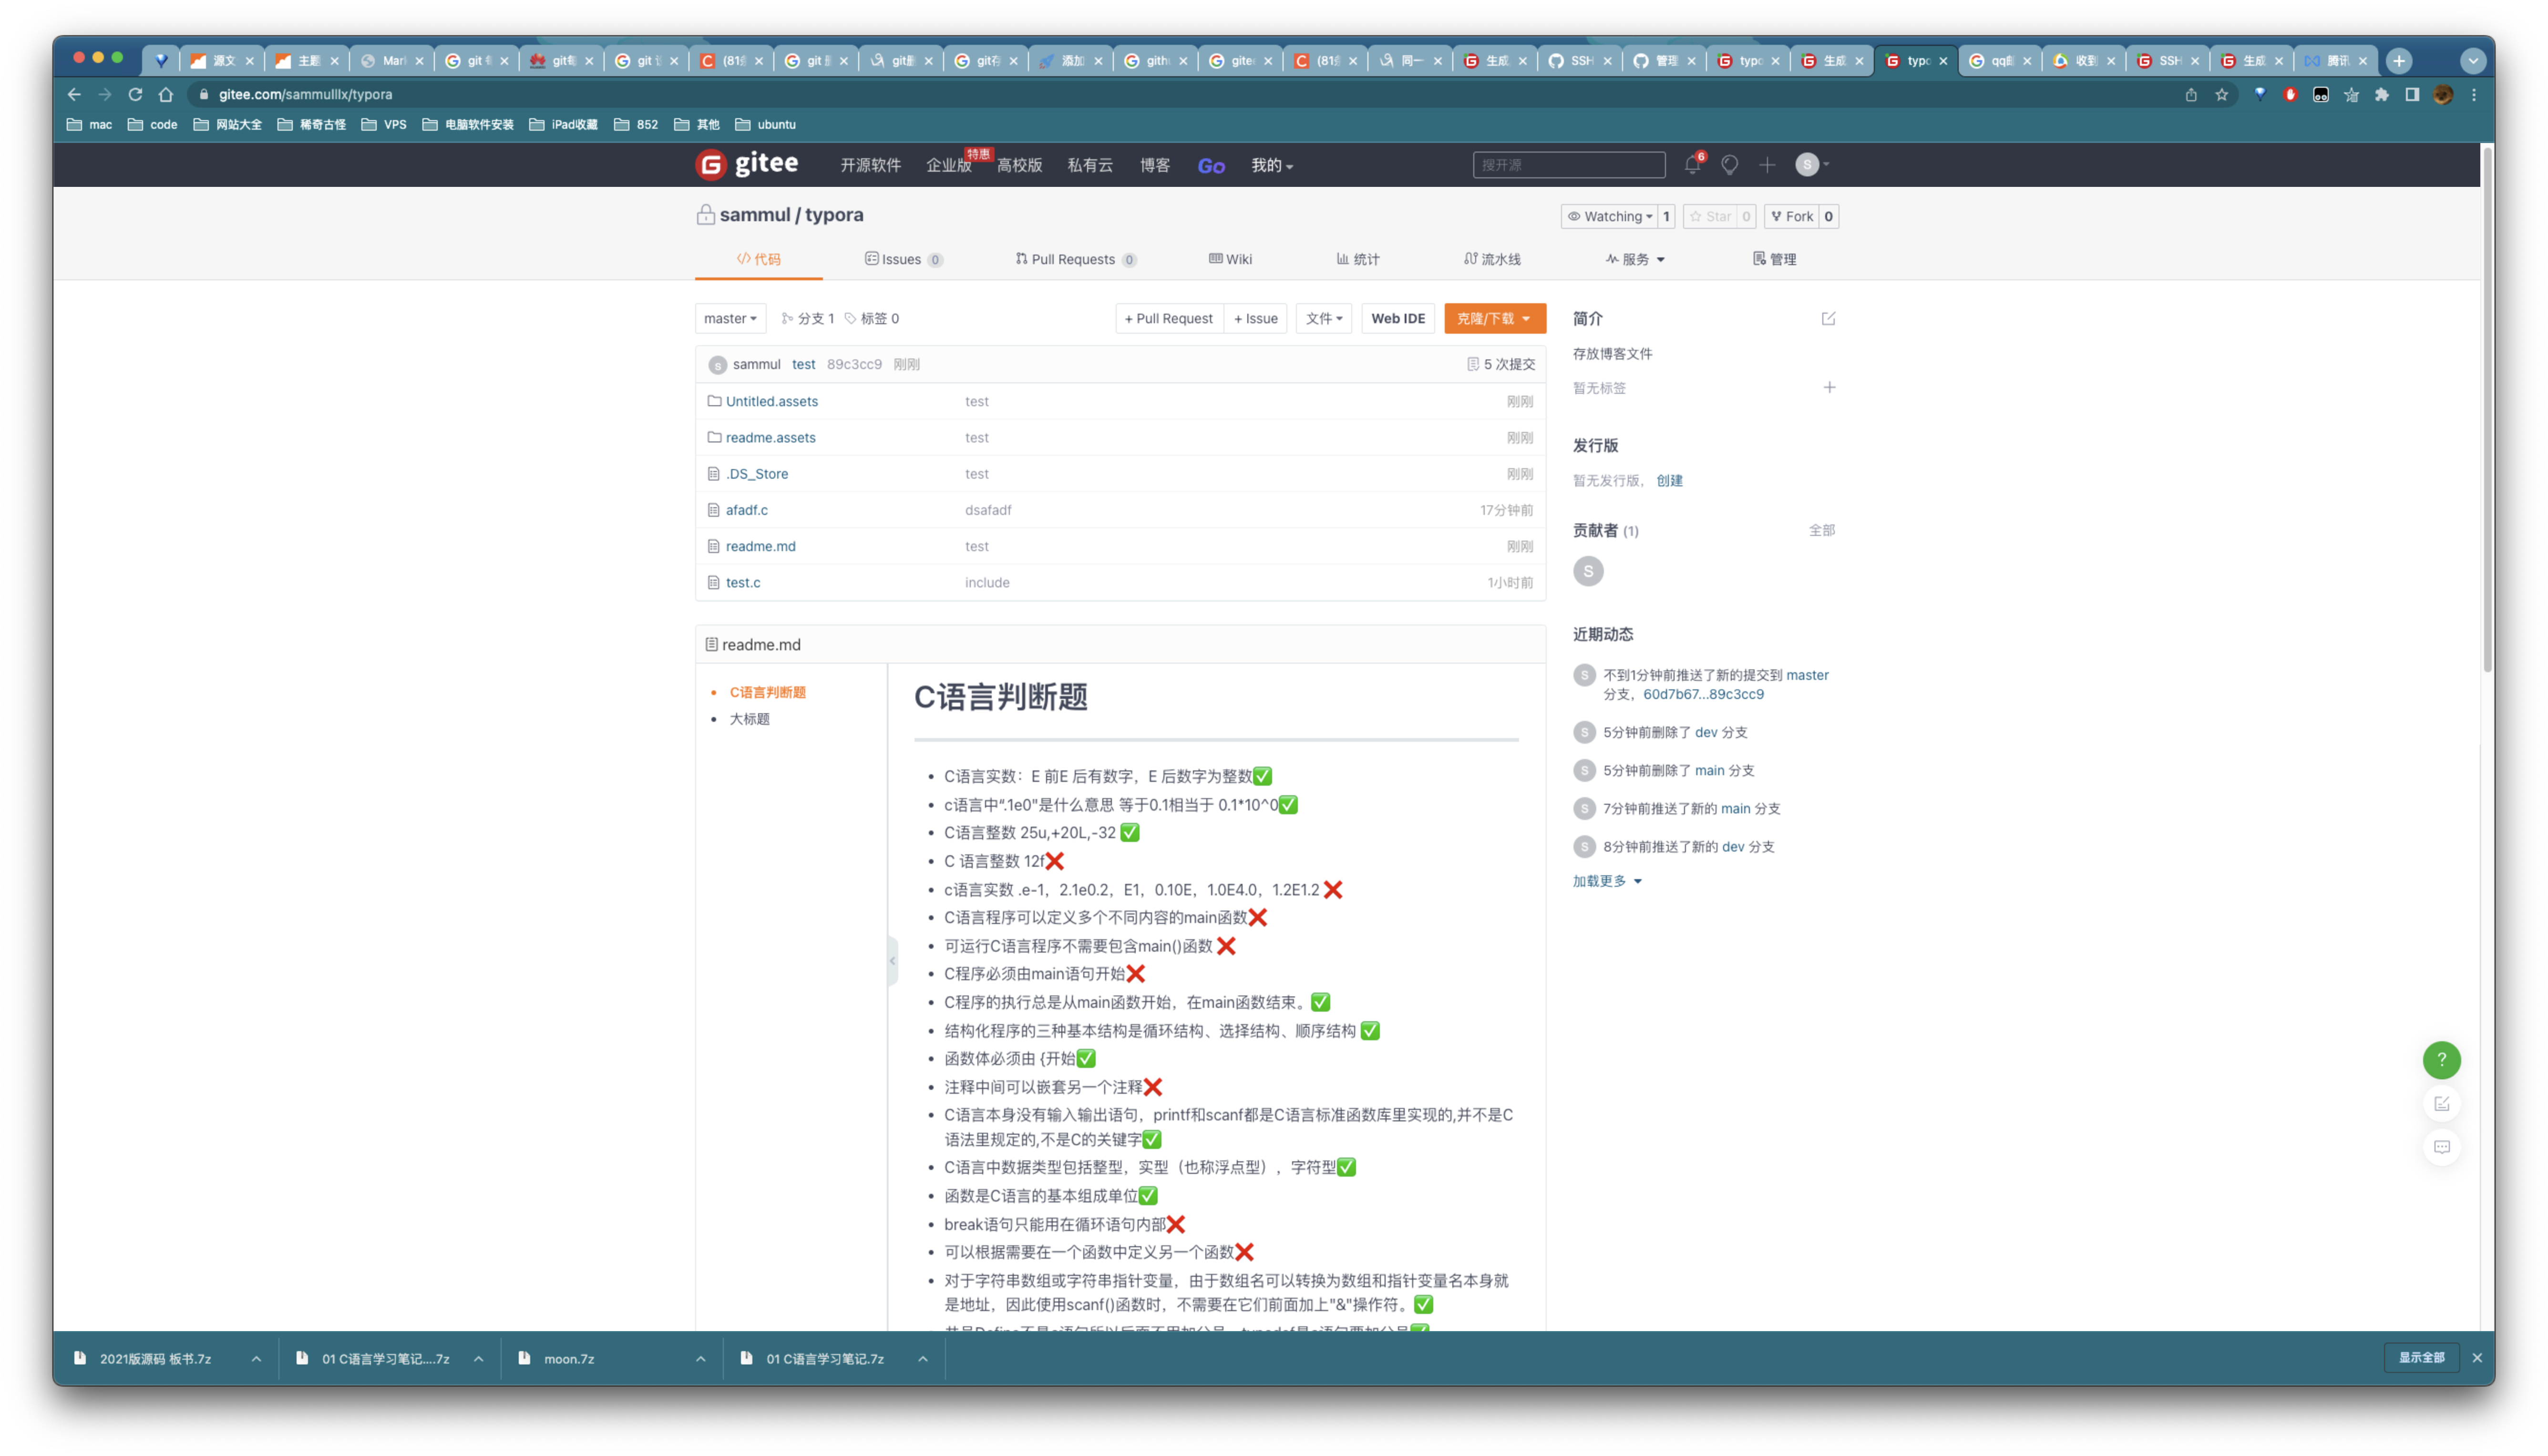 源文
主题
Mar
git
git
git
(81
git
git
git存
添加
gith
gite
(81
同一
生成
SSH
管理
typc
生成
typc
qq
收到
SSH
生成
腾讯
gitee.com/sammulllx/typora
mac code 网站大全 稀奇古怪 VPS 电脑软件安装 iPad收藏 852 其他 ubuntu
gitee 开源软件 企业版 特惠 高校版 私有云 博客 Go 我的 搜开源 6 S
sammul / typora Watching 1 Star 0 Fork 0
代码 Issues 0 Pull Requests 0 Wiki 统计 流水线 服务 管理
master 分支 1 标签 0 + Pull Request + Issue 文件 Web IDE 克隆/下载
S sammul test 89c3cc9 刚刚 5 次提交
Untitled.assets test 刚刚
readme.assets test 刚刚
.DS_Store test 刚刚
afadf.c dsafadf 17分钟前
readme.md test 刚刚
test.c include 1小时前
readme.md
C语言判断题
大标题
C语言判断题
• C语言实数：E 前E 后有数字，E 后数字为整数✅
• c语言中“.1e0"是什么意思 等于0.1相当于 0.1*10^0✅
• C语言整数 25u,+20L,-32 ✅
• C 语言整数 12f❌
• c语言实数 .e-1，2.1e0.2，E1，0.10E，1.0E4.0，1.2E1.2 ❌
• C语言程序可以定义多个不同内容的main函数❌
• 可运行C语言程序不需要包含main()函数 ❌
• C程序必须由main语句开始❌
• C程序的执行总是从main函数开始，在main函数结束。✅
• 结构化程序的三种基本结构是循环结构、选择结构、顺序结构 ✅
• 函数体必须由 {开始✅
• 注释中间可以嵌套另一个注释❌
• C语言本身没有输入输出语句，printf和scanf都是C语言标准函数库里实现的,并不是C
语法里规定的,不是C的关键字✅
• C语言中数据类型包括整型，实型（也称浮点型），字符型✅
• 函数是C语言的基本组成单位✅
• break语句只能用在循环语句内部❌
• 可以根据需要在一个函数中定义另一个函数❌
• 对于字符串数组或字符串指针变量，由于数组名可以转换为数组和指针变量名本身就
是地址，因此使用scanf()函数时，不需要在它们前面加上"&"操作符。✅
简介
存放博客文件
暂无标签
发行版
暂无发行版， 创建
贡献者 (1) 全部
S
近期动态
S 不到1分钟前推送了新的提交到 master
分支，60d7b67...89c3cc9
S 5分钟前删除了 dev 分支
S 5分钟前删除了 main 分支
S 7分钟前推送了新的 main 分支
S 8分钟前推送了新的 dev 分支
加载更多
?
2021版源码 板书.7z 01 C语言学习笔记....7z moon.7z 01 C语言学习笔记.7z 显示全部